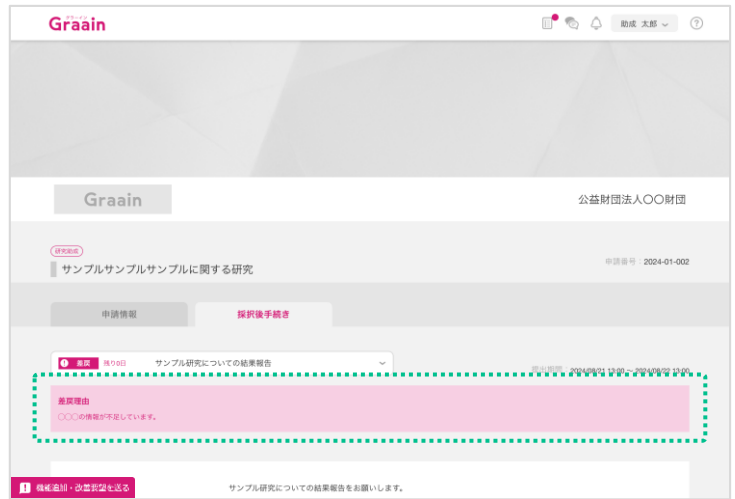 グラーイン
Graain
助成 太郎
?
Graain
公益財団法人〇〇財団
研究助成
サンプルサンプルサンプルに関する研究
申請番号：2024-01-002
申請情報
採択後手続き
差戻 残り0日 サンプル研究についての結果報告
提出期間：2024/08/21 13:00 ～ 2024/08/22 13:00
差戻理由
〇〇〇の情報が不足しています。
サンプル研究についての結果報告をお願いします。
機能追加・改善要望を送る